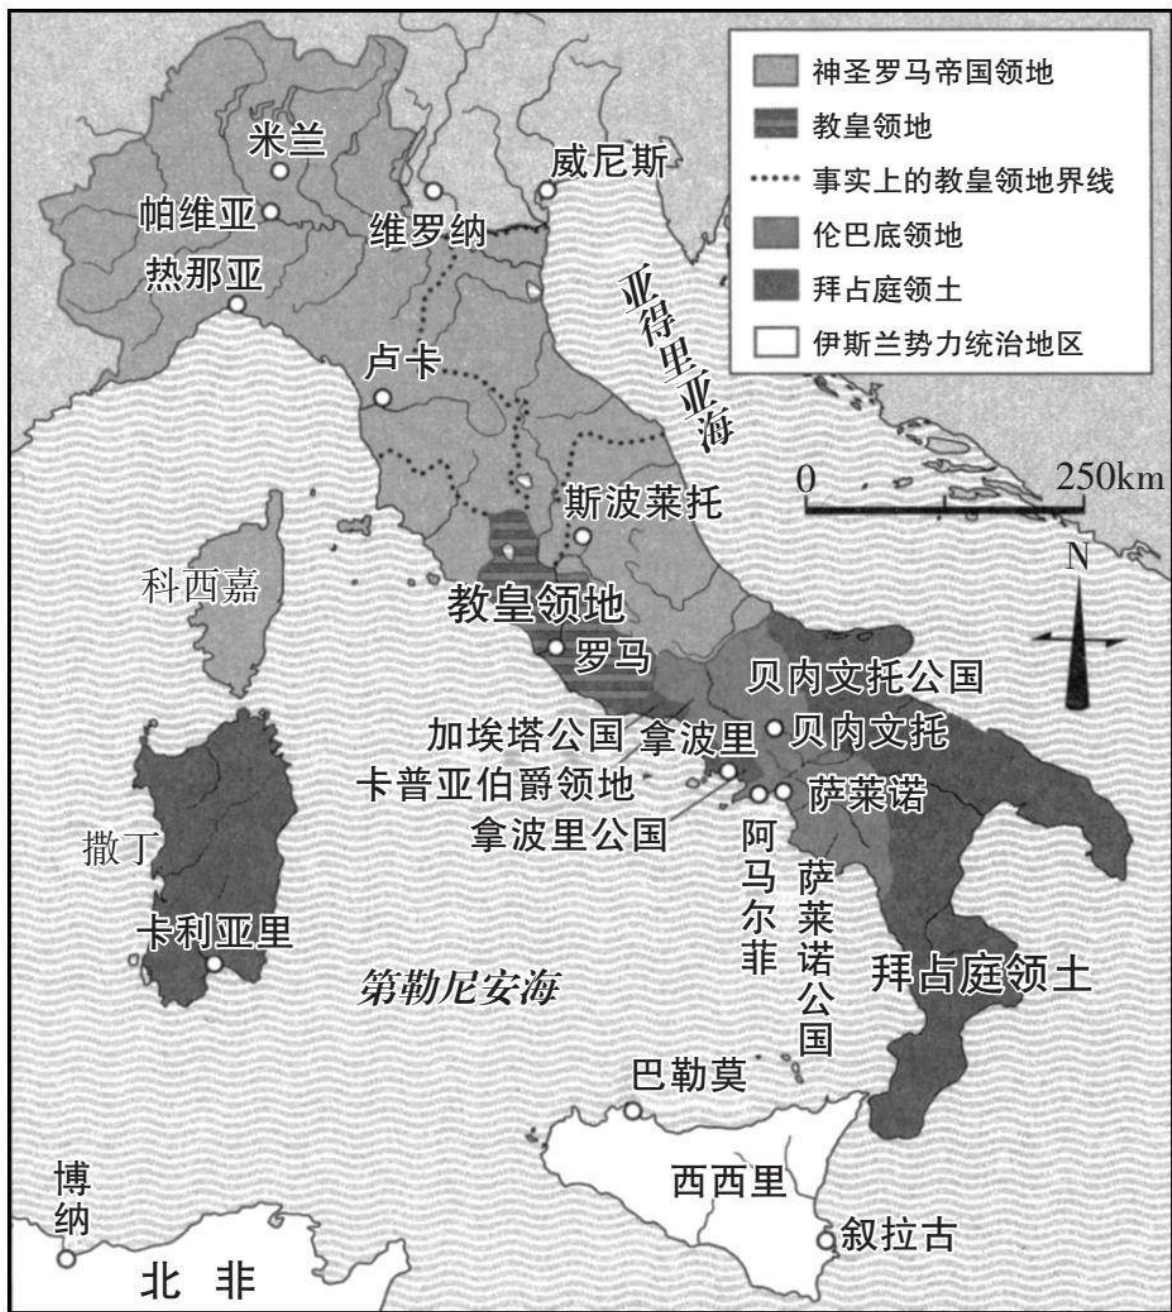 神圣罗马帝国领地
教皇领地
事实上的教皇领地界线
伦巴底领地
拜占庭领土
伊斯兰势力统治地区
米兰
威尼斯
帕维亚
维罗纳
热那亚
亚得里亚海
卢卡
0
250km
斯波莱托
N
科西嘉
教皇领地
罗马
贝内文托公国
加埃塔公国
拿波里
贝内文托
卡普亚伯爵领地
萨莱诺
拿波里公国
撒丁
阿马尔菲
萨莱诺公国
卡利亚里
拜占庭领土
第勒尼安海
巴勒莫
西西里
博纳
叙拉古
北非